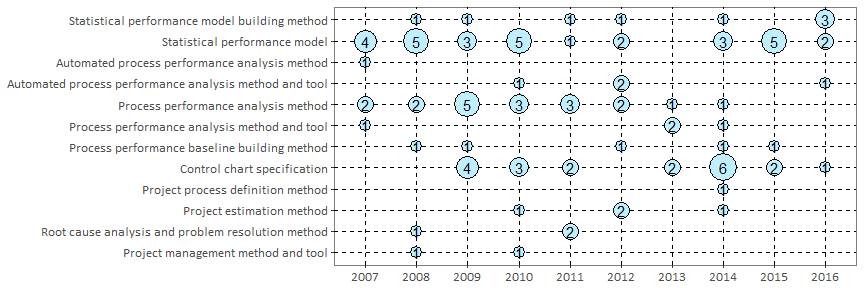 Statistical performance model building method 1 1 1 1 1 3
Statistical performance model 4 5 3 5 1 2 3 5 2
Automated process performance analysis method 1
Automated process performance analysis method and tool 1 2 1
Process performance analysis method 2 2 5 3 3 2 1 1
Process performance analysis method and tool 1 2 1
Process performance baseline building method 1 1 1 1 1
Control chart specification 4 3 2 2 6 2 1
Project process definition method 1
Project estimation method 1 2 1
Root cause analysis and problem resolution method 1 2
Project management method and tool 1 1
2007 2008 2009 2010 2011 2012 2013 2014 2015 2016